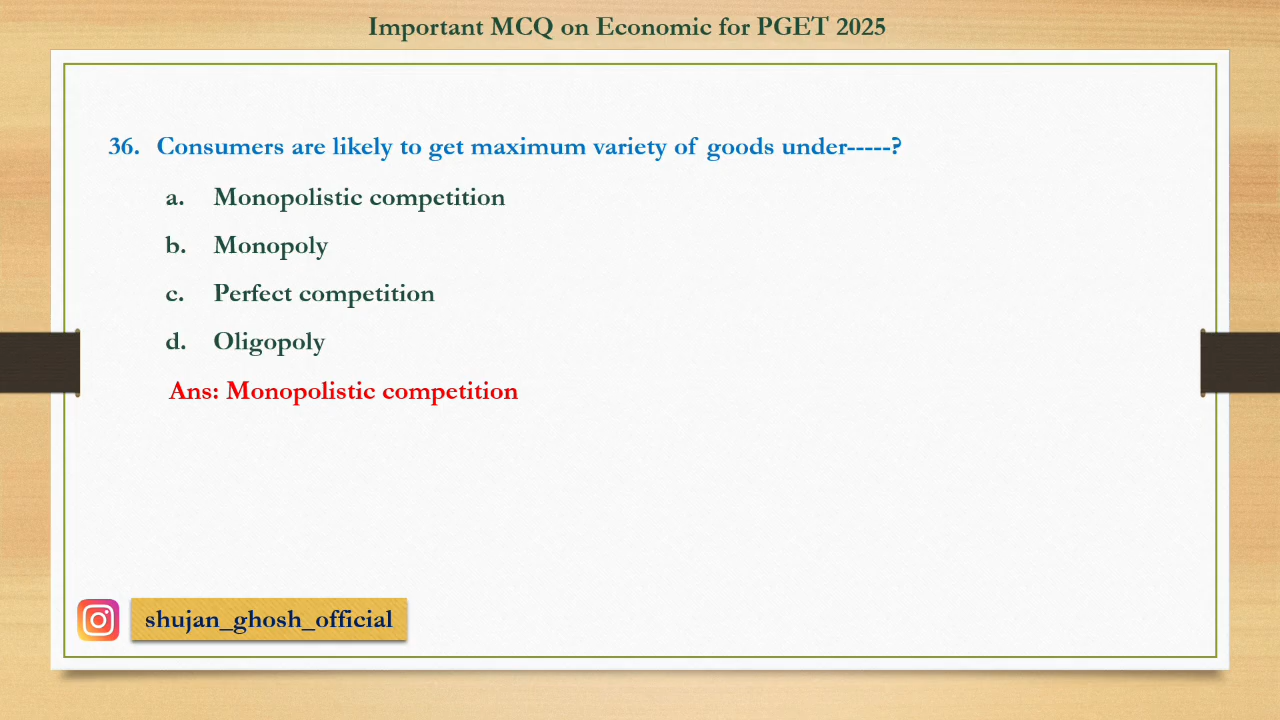 Important MCQ on Economic for PGET 2025
36. Consumers are likely to get maximum variety of goods under-----?
a. Monopolistic competition
b. Monopoly
c. Perfect competition
d. Oligopoly
Ans: Monopolistic competition
shujan_ghosh_official